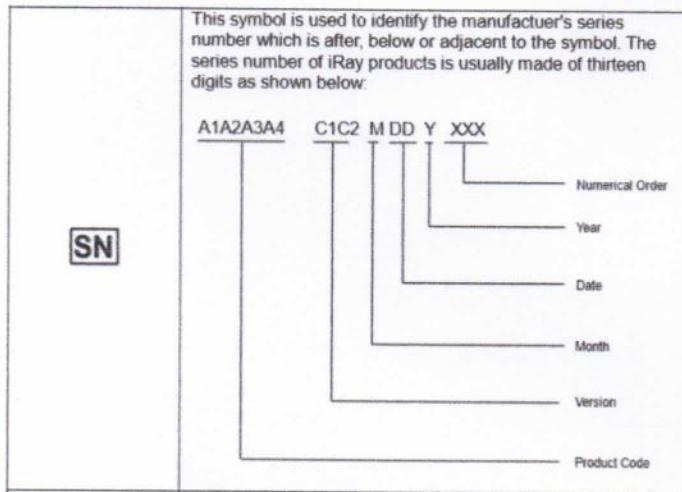 This symbol is used to identify the manufactuer's series
number which is after, below or adjacent to the symbol. The
series number of iRay products is usually made of thirteen
digits as shown below:
A1A2A3A4 C1C2 M DD Y XXX
Numerical Order
Year
SN
Date
Month
Version
Product Code